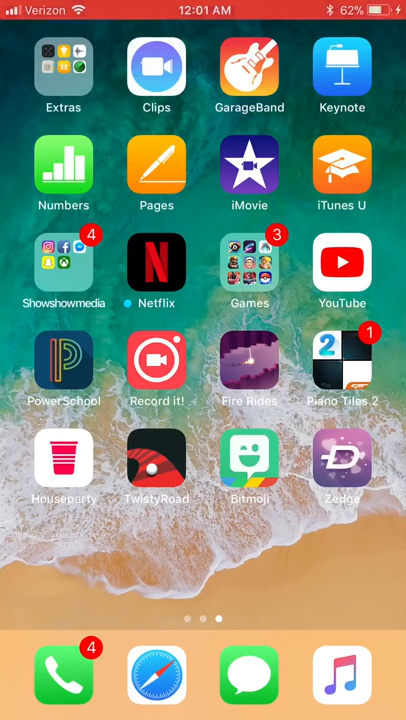 Verizon 12:01 AM 62%
Extras Clips GarageBand Keynote
Numbers Pages iMovie iTunes U
4 3
Showshowmedia Netflix Games YouTube
1
2
PowerSchool Record it! Fire Rides Piano Tiles 2
Houseparty TwistyRoad Bitmoji Zedge
4